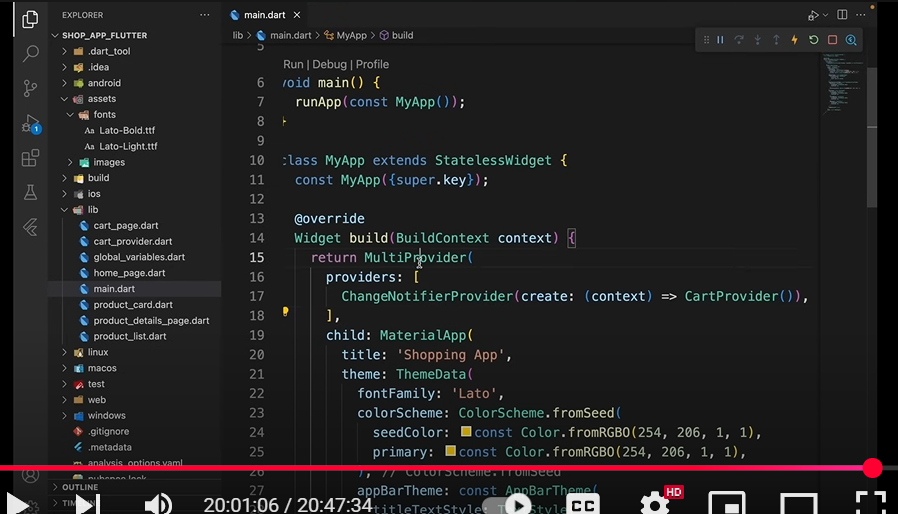 EXPLORER
SHOP_APP_FLUTTER
.dart_tool
.idea
android
assets
fonts
Aa Lato-Bold.ttf
Aa Lato-Light.ttf
images
build
ios
lib
cart_page.dart
cart_provider.dart
global_variables.dart
home_page.dart
main.dart
product_card.dart
product_details_page.dart
product_list.dart
linux
macos
test
web
windows
.gitignore
.metadata
analysis_options.yaml
pubspec.lock
OUTLINE
1
main.dart
lib > main.dart > MyApp > build
5
Run | Debug | Profile
6 void main() {
7 runApp(const MyApp());
8 }
9
10 class MyApp extends StatelessWidget {
11 const MyApp({super.key});
12
13 @override
14 Widget build(BuildContext context) {
15 return MultiProvider(
16 providers: [
17 ChangeNotifierProvider(create: (context) => CartProvider()),
18 ],
19 child: MaterialApp(
20 title: 'Shopping App',
21 theme: ThemeData(
22 fontFamily: 'Lato',
23 colorScheme: ColorScheme.fromSeed(
24 seedColor: const Color.fromRGBO(254, 206, 1, 1),
25 primary: const Color.fromRGBO(254, 206, 1, 1),
26 ), // ColorScheme.fromSeed
27 appBarTheme: const AppBarTheme(
titleTextStyle:
20:01:06 / 20:47:34
CC
HD